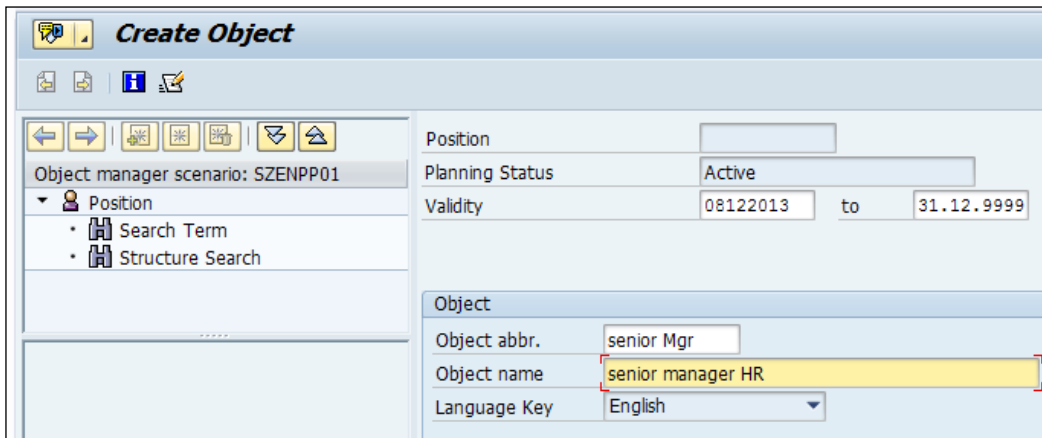 Create Object
Object manager scenario: SZENPP01
Position
Search Term
Structure Search
Position
Planning Status Active
Validity 08122013 to 31.12.9999
Object
Object abbr. senior Mgr
Object name senior manager HR
Language Key English